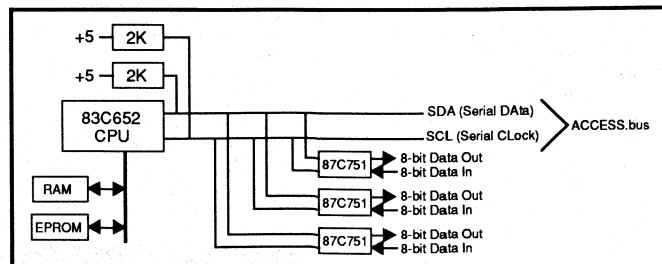 +5
2K
+5
2K
83C652
CPU
SDA (Serial DAta)
SCL (Serial CLock)
ACCESS.bus
87C751
8-bit Data Out
8-bit Data In
RAM
87C751
8-bit Data Out
8-bit Data In
EPROM
87C751
8-bit Data Out
8-bit Data In